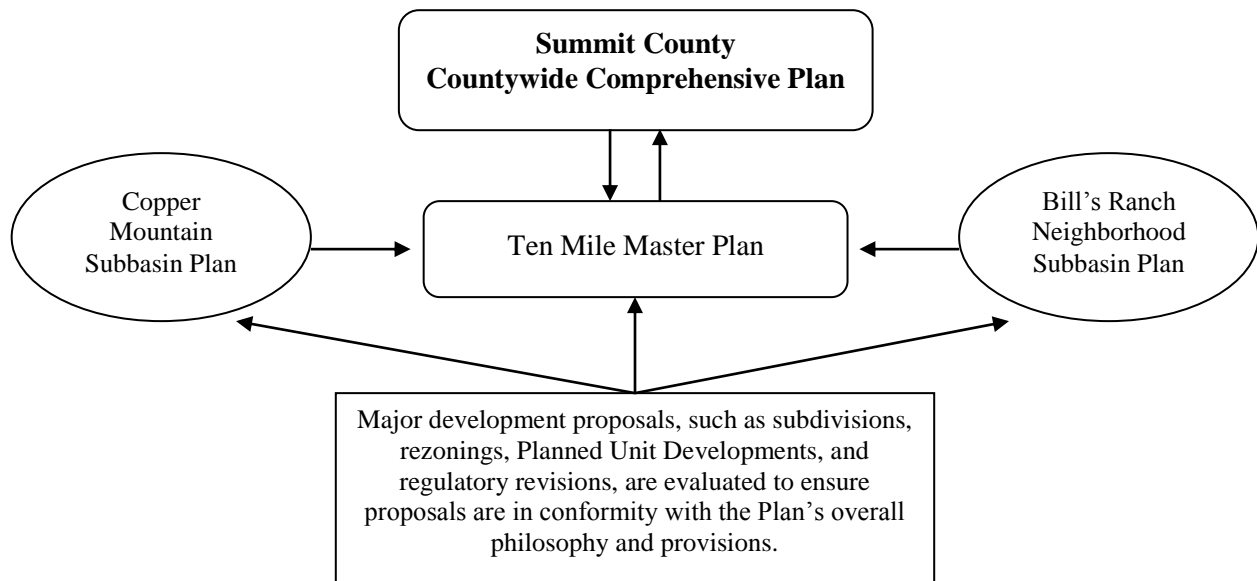 Summit County
Countywide Comprehensive Plan
Copper
Mountain
Subbasin Plan
Ten Mile Master Plan
Bill’s Ranch
Neighborhood
Subbasin Plan
Major development proposals, such as subdivisions,
rezonings, Planned Unit Developments, and
regulatory revisions, are evaluated to ensure
proposals are in conformity with the Plan’s overall
philosophy and provisions.